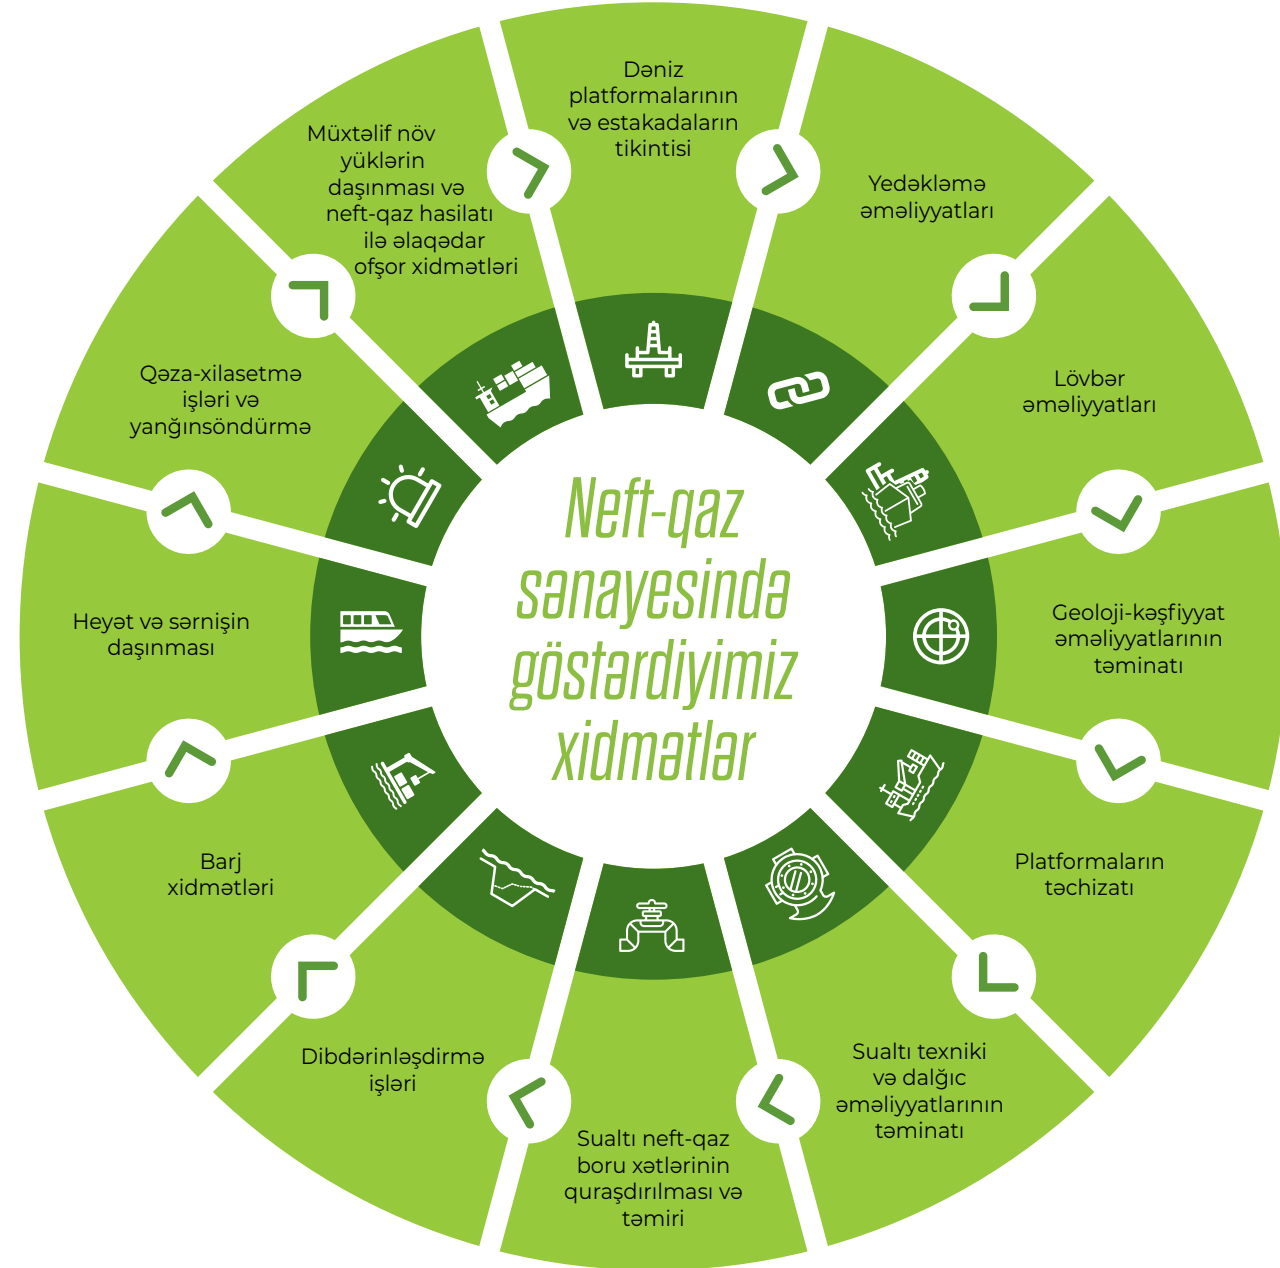 Neft-qaz
sənayesində
göstərdiyimiz
xidmətlər
Dəniz
platformalarının
və estakadaların
tikintisi
Yedəkləmə
əməliyyatları
Lövbər
əməliyyatları
Geoloji-kəşfiyyat
əməliyyatlarının
təminatı
Platformaların
təchizatı
Sualtı texniki
və dalğıc
əməliyyatlarının
təminatı
Sualtı neft-qaz
boru xətlərinin
quraşdırılması və
təmiri
Dibdərinləşdirmə
işləri
Barj
xidmətləri
Heyət və sərnişin
daşınması
Qəza-xilasetmə
işləri və
yanğınsöndürmə
Müxtəlif növ
yüklərin
daşınması və
neft-qaz hasilatı
ilə əlaqədar
ofşor xidmətləri